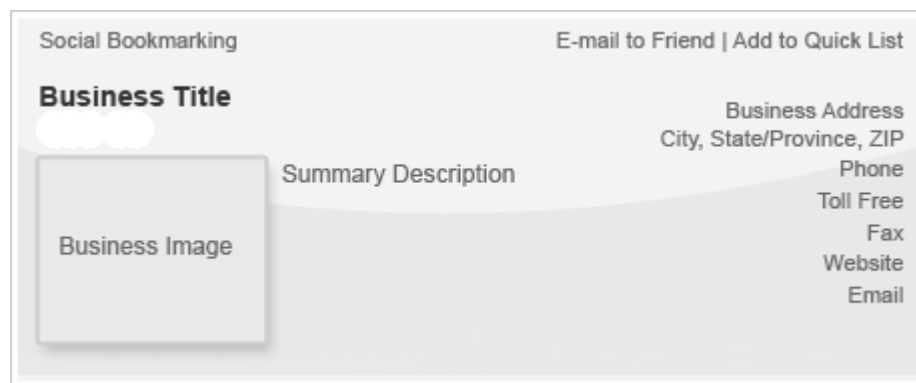 Social Bookmarking
E-mail to Friend | Add to Quick List
Business Title
Business Address
City, State/Province, ZIP
Phone
Toll Free
Fax
Website
Email
Summary Description
Business Image